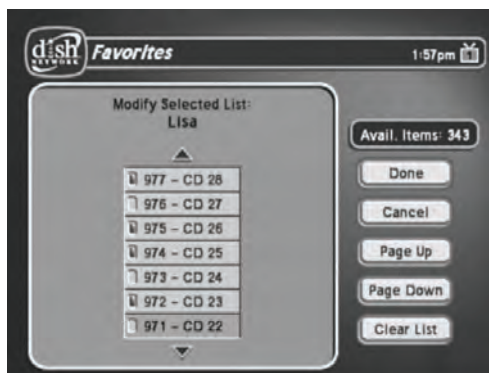 dish
NETWORK
Favorites
1:57pm
Modify Selected List:
Lisa
977 - CD 28
976 - CD 27
975 - CD 26
974 - CD 25
973 - CD 24
972 - CD 23
971 - CD 22
Avail. Items: 343
Done
Cancel
Page Up
Page Down
Clear List